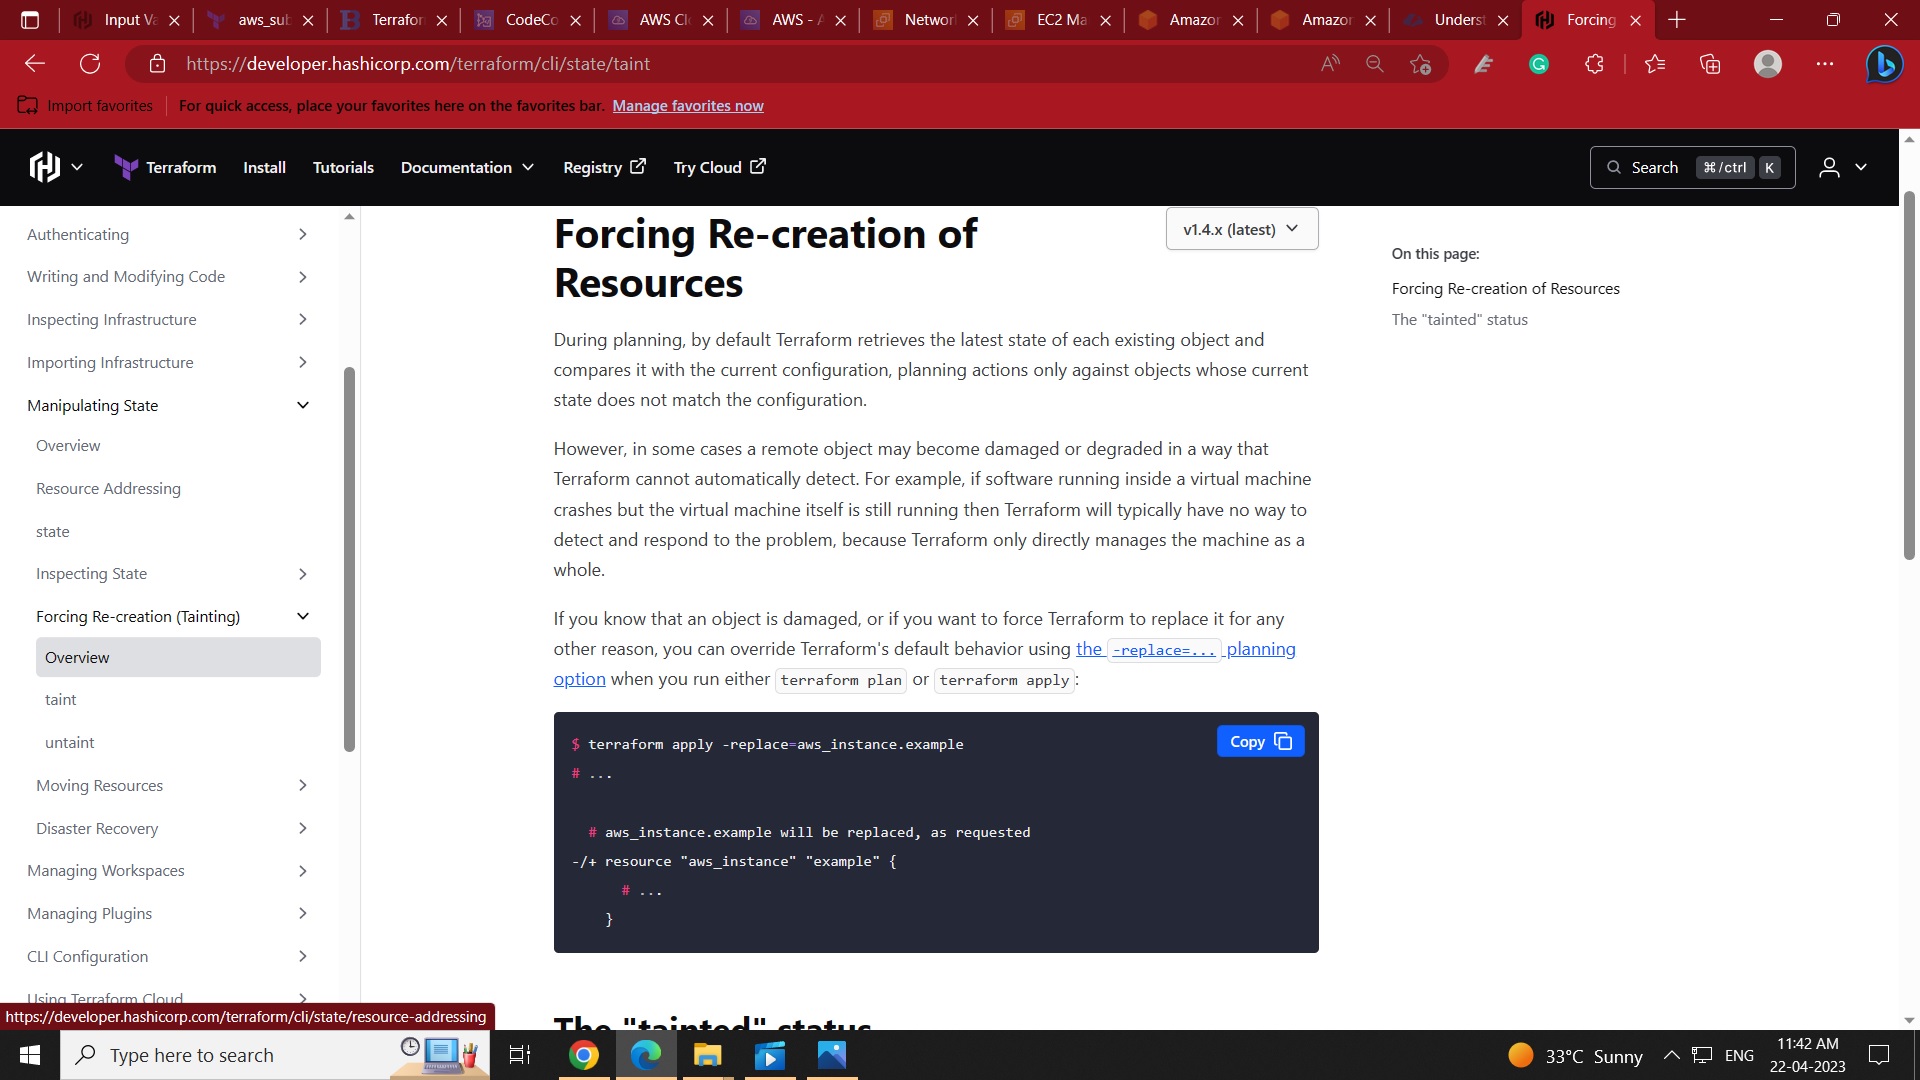 Input Va
aws_sub
Terrafor
CodeCo
AWS Cl
AWS - A
Networ
EC2 Ma
Amazon
Amazon
Underst
Forcing
https://developer.hashicorp.com/terraform/cli/state/taint
Import favorites
For quick access, place your favorites here on the favorites bar. Manage favorites now
Terraform
Install
Tutorials
Documentation
Registry
Try Cloud
Search
⌘/ctrl
K
Authenticating
Writing and Modifying Code
Inspecting Infrastructure
Importing Infrastructure
Manipulating State
Overview
Resource Addressing
state
Inspecting State
Forcing Re-creation (Tainting)
Overview
taint
untaint
Moving Resources
Disaster Recovery
Managing Workspaces
Managing Plugins
CLI Configuration
Using Terraform Cloud
https://developer.hashicorp.com/terraform/cli/state/resource-addressing
Forcing Re-creation of
Resources
v1.4.x (latest)
During planning, by default Terraform retrieves the latest state of each existing object and
compares it with the current configuration, planning actions only against objects whose current
state does not match the configuration.
However, in some cases a remote object may become damaged or degraded in a way that
Terraform cannot automatically detect. For example, if software running inside a virtual machine
crashes but the virtual machine itself is still running then Terraform will typically have no way to
detect and respond to the problem, because Terraform only directly manages the machine as a
whole.
If you know that an object is damaged, or if you want to force Terraform to replace it for any
other reason, you can override Terraform's default behavior using the -replace=... planning
option when you run either terraform plan or terraform apply:
$ terraform apply -replace=aws_instance.example
Copy
# ...
# aws_instance.example will be replaced, as requested
-/+ resource "aws_instance" "example" {
# ...
}
The "tainted" status
On this page:
Forcing Re-creation of Resources
The "tainted" status
Type here to search
33°C Sunny
ENG
11:42 AM
22-04-2023